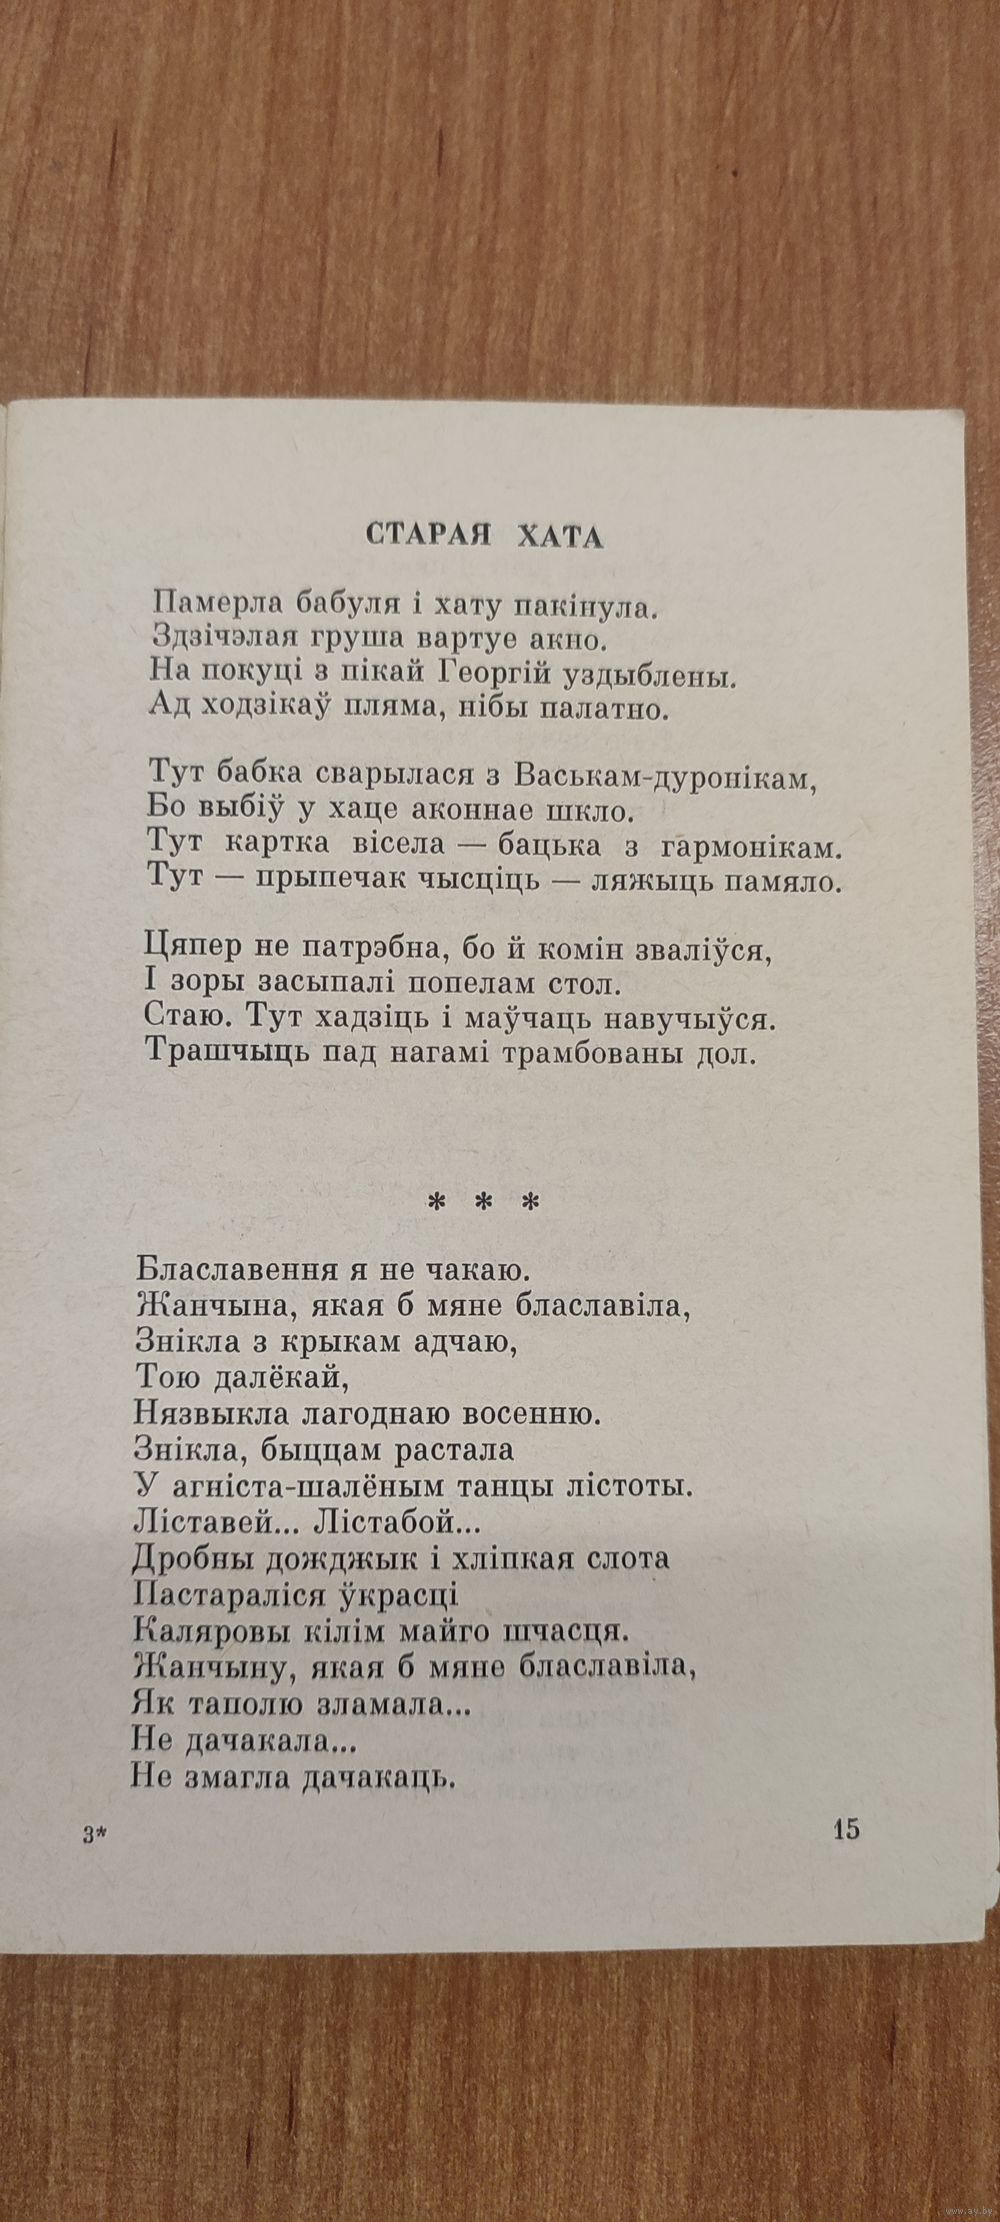 СТАРАЯ ХАТА
Памерла бабуля і хату пакінула.
Здзічэлая груша вартуе акно.
На покуці з пікай Георгій уздыблены.
Ад ходзікаў пляма, нібы палатно.
Тут бабка сварылася з Васькам-дуронікам,
Бо выбіў у хаце аконнае шкло.
Тут картка вісела — бацька з гармонікам.
Тут — прыпечак чысціць — ляжыць памяло.
Цяпер не патрэбна, бо й комін зваліўся,
І зоры засыпалі попелам стол.
Стаю. Тут хадзіць і маўчаць навучыўся.
Трашчыць пад нагамі трамбованы дол.
* * *
Блаславення я не чакаю.
Жанчына, якая б мяне блаславіла,
Знікла з крыкам адчаю,
Тою далёкай,
Нязвыкла лагоднаю восенню.
Знікла, быццам растала
У агніста-шалёным танцы лістоты.
Ліставей... Лістабой...
Дробны дожджык і хліпкая слота
Пастараліся ўкрасці
Каляровы кілім майго шчасця.
Жанчыну, якая б мяне блаславіла,
Як таполю зламала...
Не дачакала...
Не змагла дачакаць.
3* 15
www.ay.by